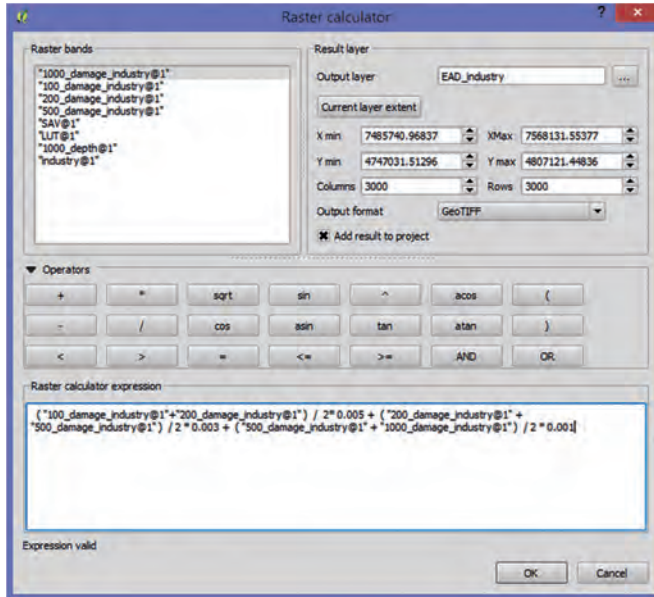 Raster calculator
?
×
Raster bands
"1000_damage_industry@1"
"100_damage_industry@1"
"200_damage_industry@1"
"500_damage_industry@1"
"SAV@1"
"LUT@1"
"1000_depth@1"
"industry@1"
Result layer
Output layer EAD_industry ...
Current layer extent
X min 7485740.96837 XMax 7568131.55377
Y min 4747031.51296 Y max 4807121.44836
Columns 3000 Rows 3000
Output format GeoTIFF
Add result to project
Operators
+ * sqrt sin ^ acos (
- / cos asin tan atan )
< > = <= >= AND OR
Raster calculator expression
("100_damage_industry@1"+"200_damage_industry@1") / 2* 0.005 + ("200_damage_industry@1" +
"500_damage_industry@1") / 2 * 0.003 + ("500_damage_industry@1" + "1000_damage_industry@1") / 2 * 0.001
Expression valid
OK Cancel